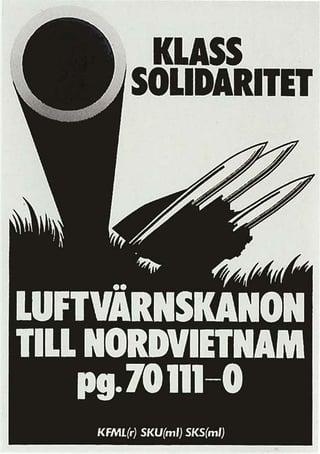 KLASS
SOLIDARITET
LUFTVÄRNSKANON
TILL NORDVIETNAM
pg. 70 111-0
KFML(r) SKU(ml) SKS(ml)